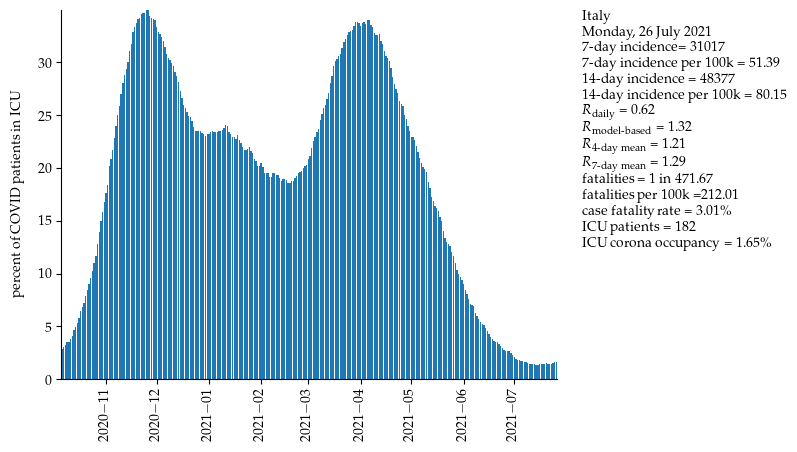 Italy
Monday, 26 July 2021
7-day incidence= 31017
7-day incidence per 100k = 51.39
14-day incidence = 48377
14-day incidence per 100k = 80.15
R_daily = 0.62
R_model-based = 1.32
R_4-day mean = 1.21
R_7-day mean = 1.29
fatalities = 1 in 471.67
fatalities per 100k =212.01
case fatality rate = 3.01%
ICU patients = 182
ICU corona occupancy = 1.65%
percent of COVID patients in ICU
30
25
20
15
10
5
0
2020−11
2020−12
2021−01
2021−02
2021−03
2021−04
2021−05
2021−06
2021−07